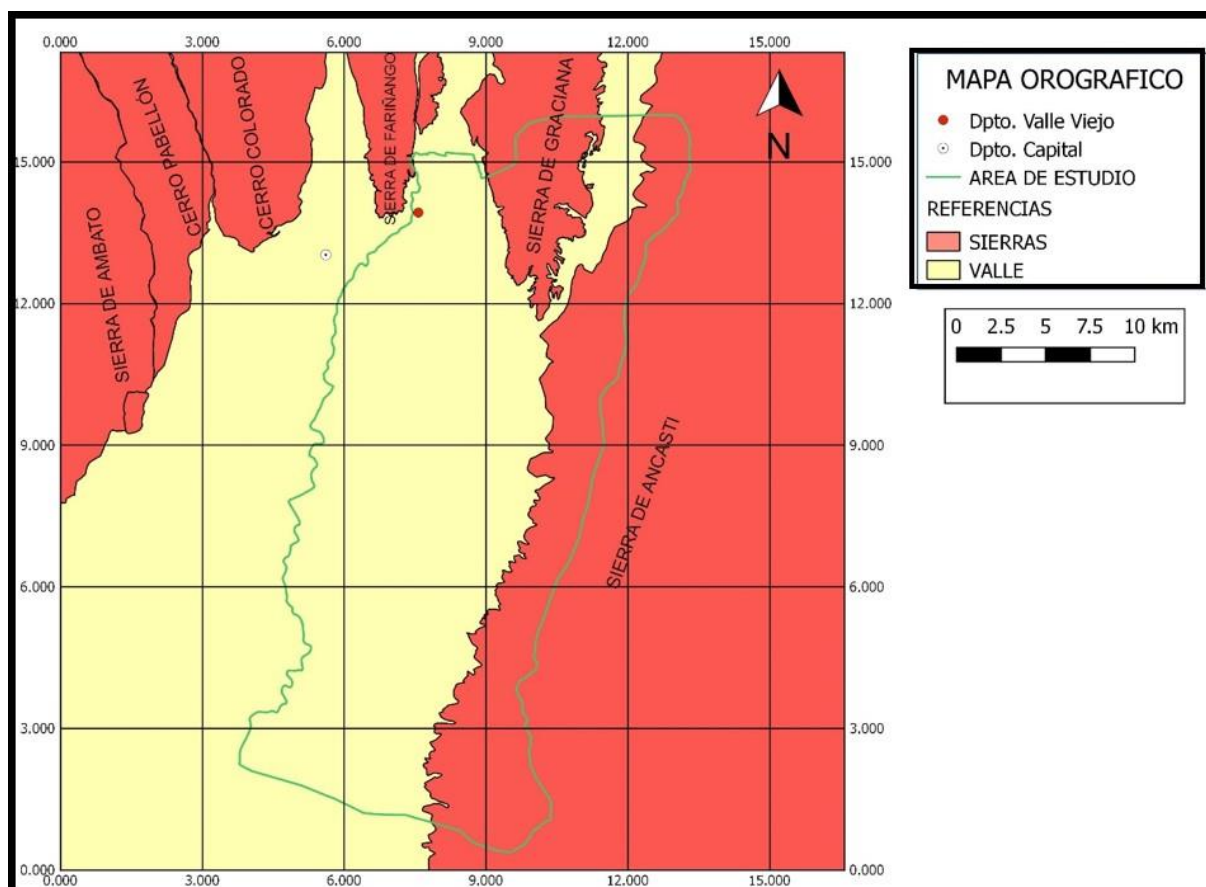 0.000 3.000 6.000 9.000 12.000 15.000
15.000 15.000
12.000 12.000
9.000 9.000
6.000 6.000
3.000 3.000
0.000 0.000
0.000 3.000 6.000 9.000 12.000 15.000
SIERRA DE AMBATO
CERRO PABELLÓN
CERRO COLORADO
SIERRA DE FARIÑANGO
SIERRA DE GRACIANA
SIERRA DE ANCASTI
N
MAPA OROGRAFICO
Dpto. Valle Viejo
Dpto. Capital
AREA DE ESTUDIO
REFERENCIAS
SIERRAS
VALLE
0 2.5 5 7.5 10 km